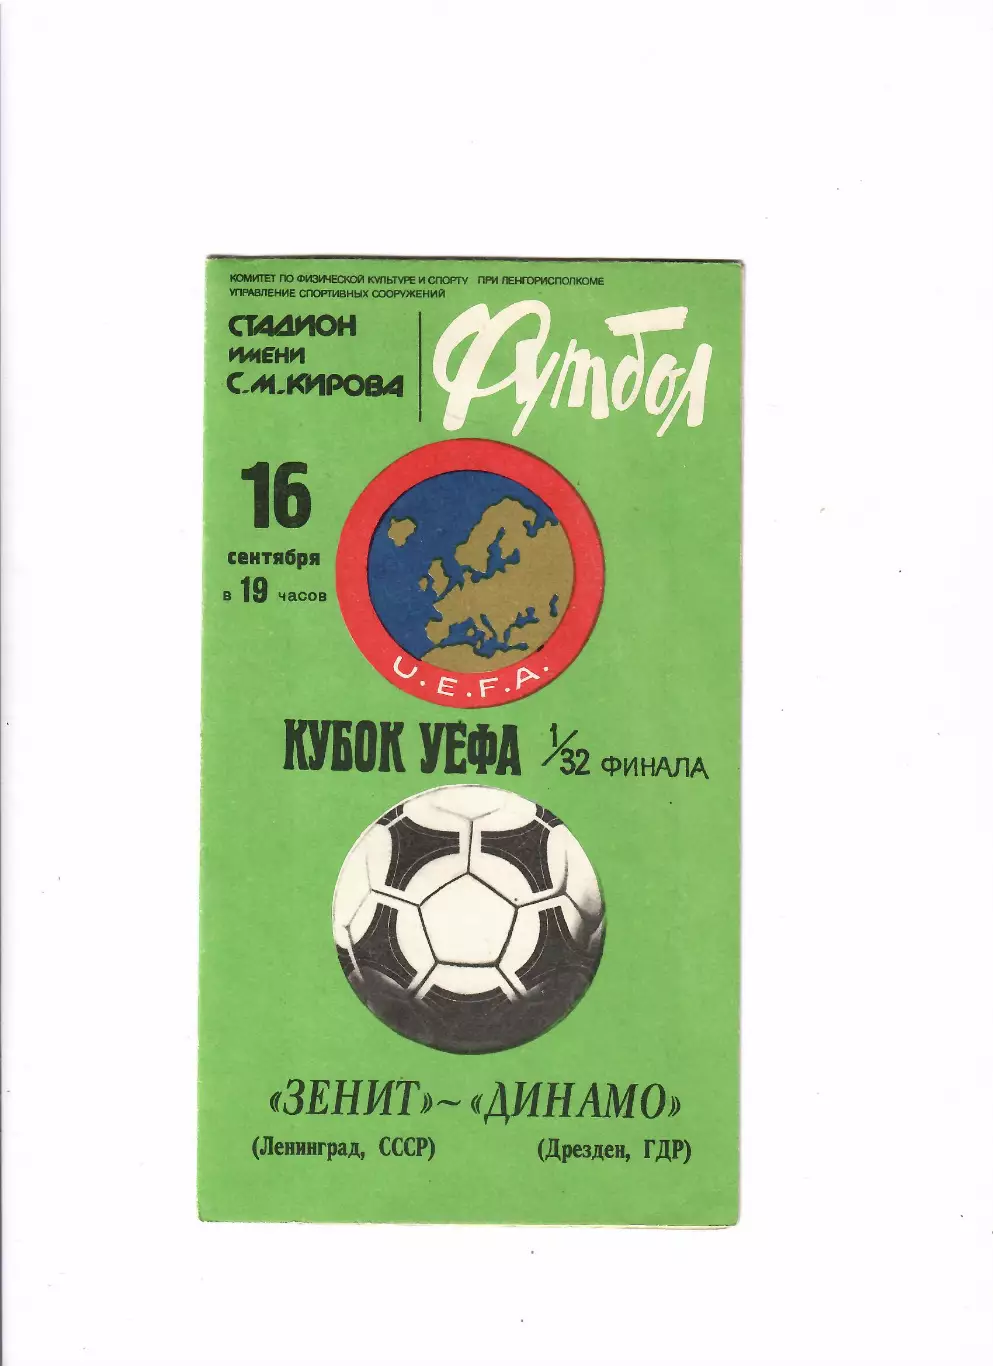 КОМИТЕТ ПО ФИЗИЧЕСКОЙ КУЛЬТУРЕ И СПОРТУ ПРИ ЛЕНГОРИСПОЛКОМЕ
УПРАВЛЕНИЕ СПОРТИВНЫХ СООРУЖЕНИЙ
СТАДИОН
ИМЕНИ
С.М.КИРОВА
Футбол
16
сентября
в 19 часов
U.E.F.A.
КУБОК УЕФА 1/32 ФИНАЛА
«ЗЕНИТ»~«ДИНАМО»
(Ленинград, СССР) (Дрезден, ГДР)